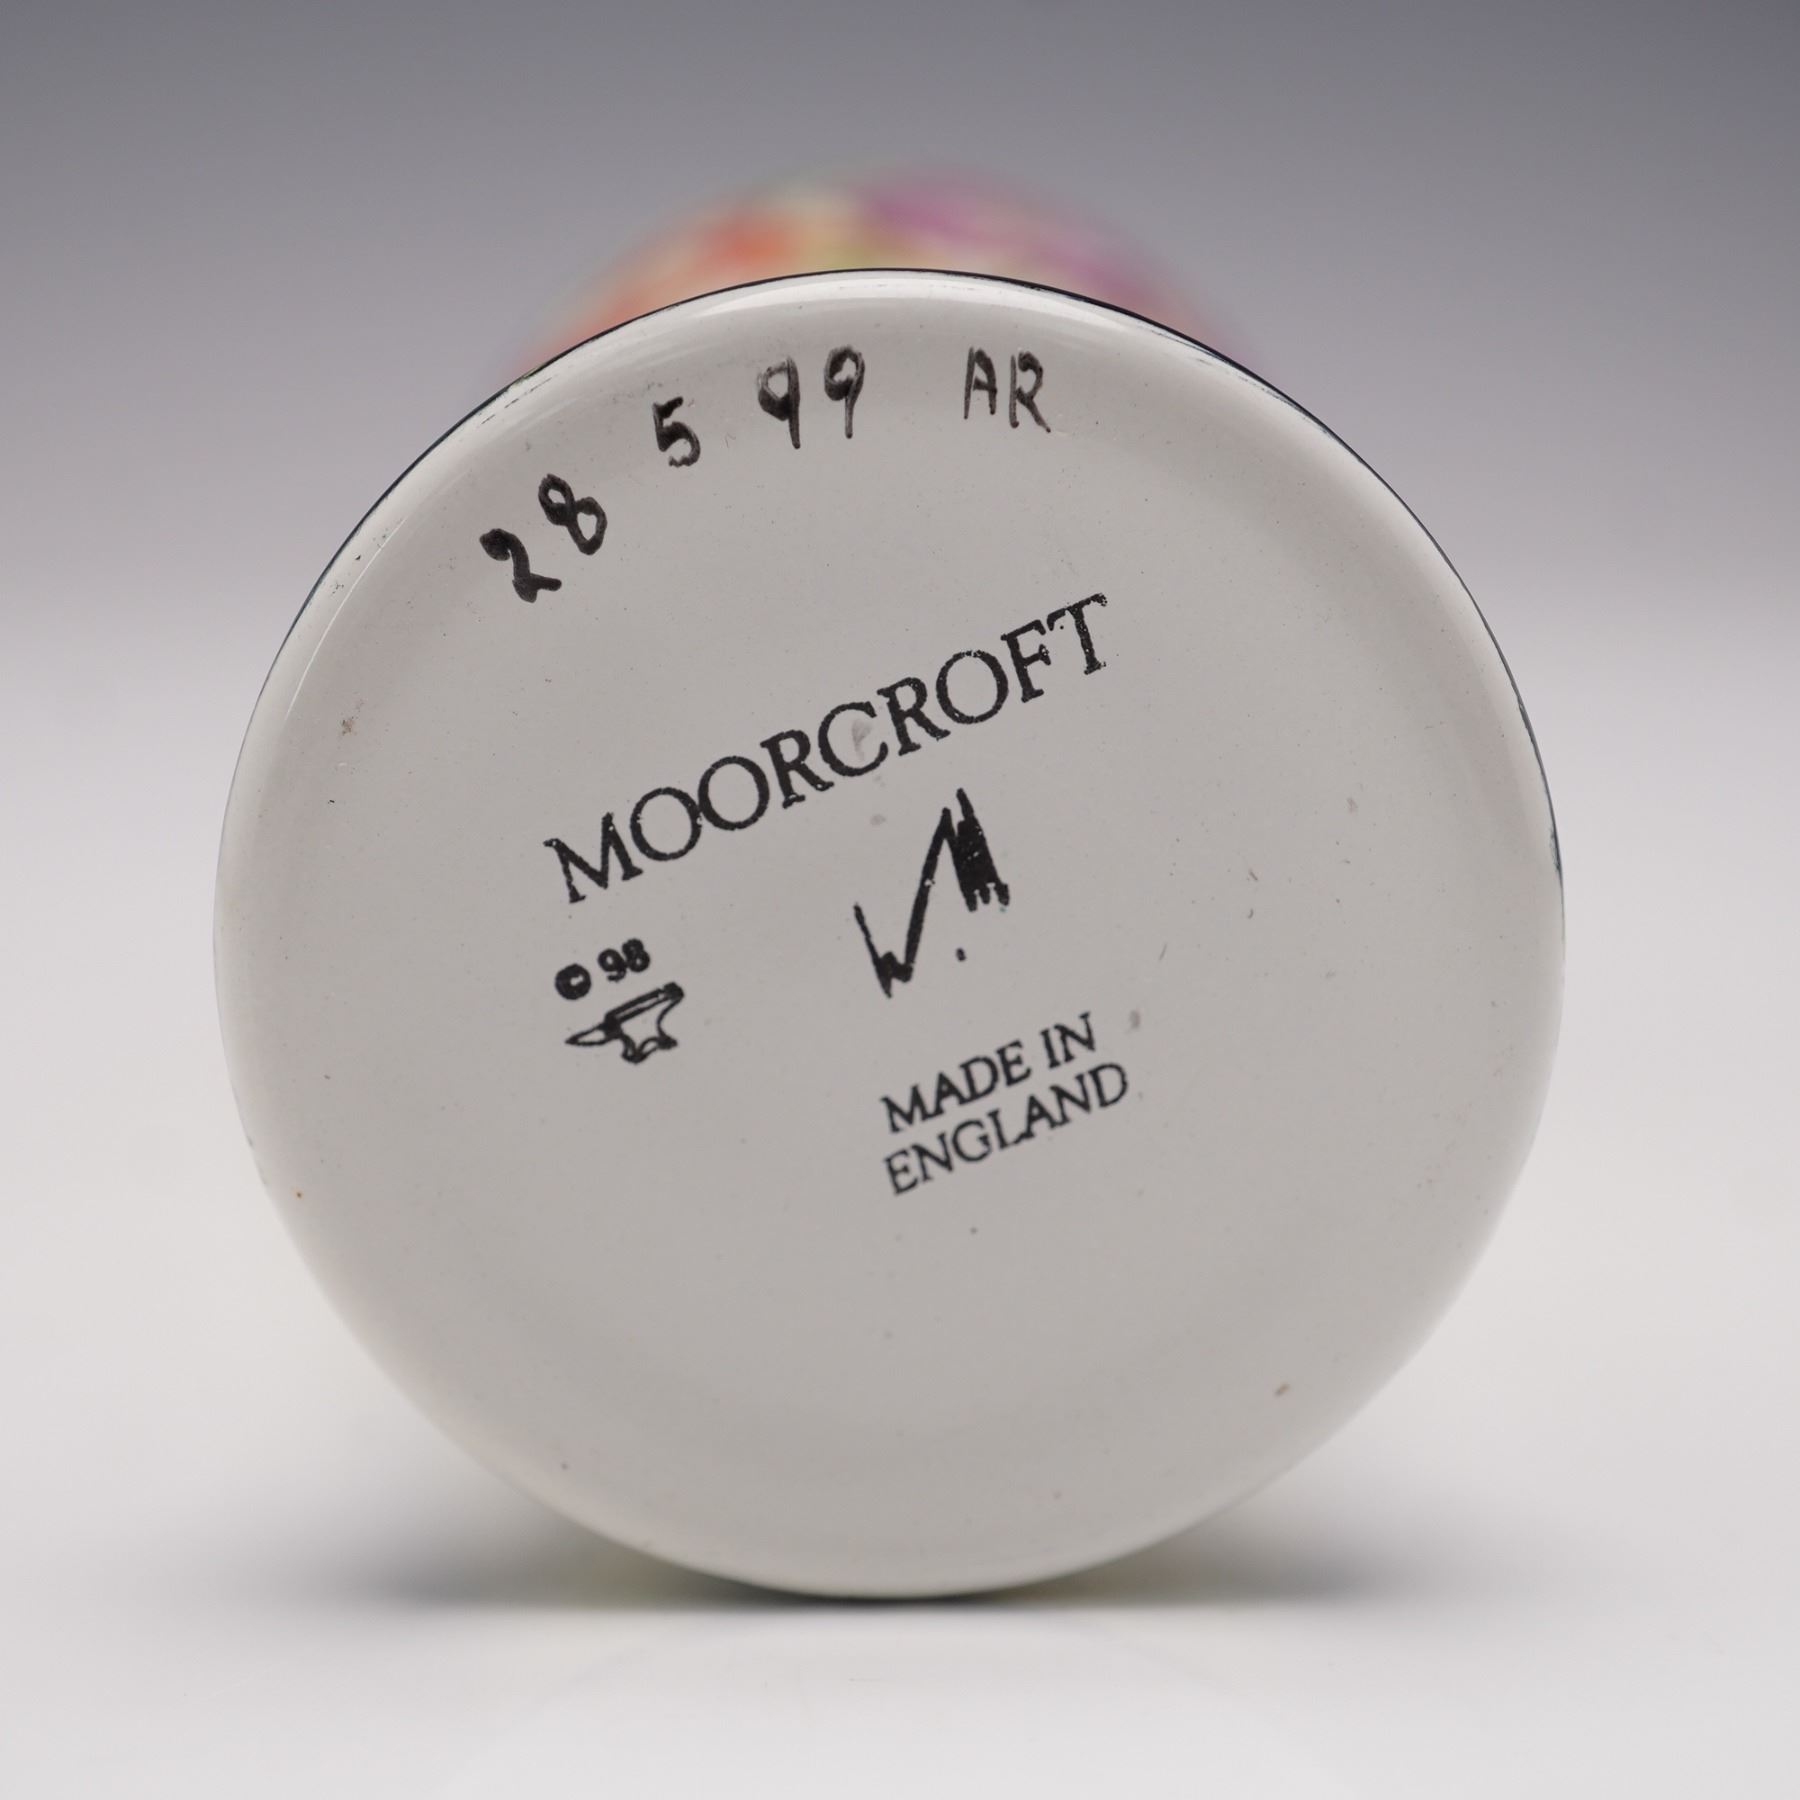 28 5 99 AR
MOORCROFT
© 98
MADE IN
ENGLAND